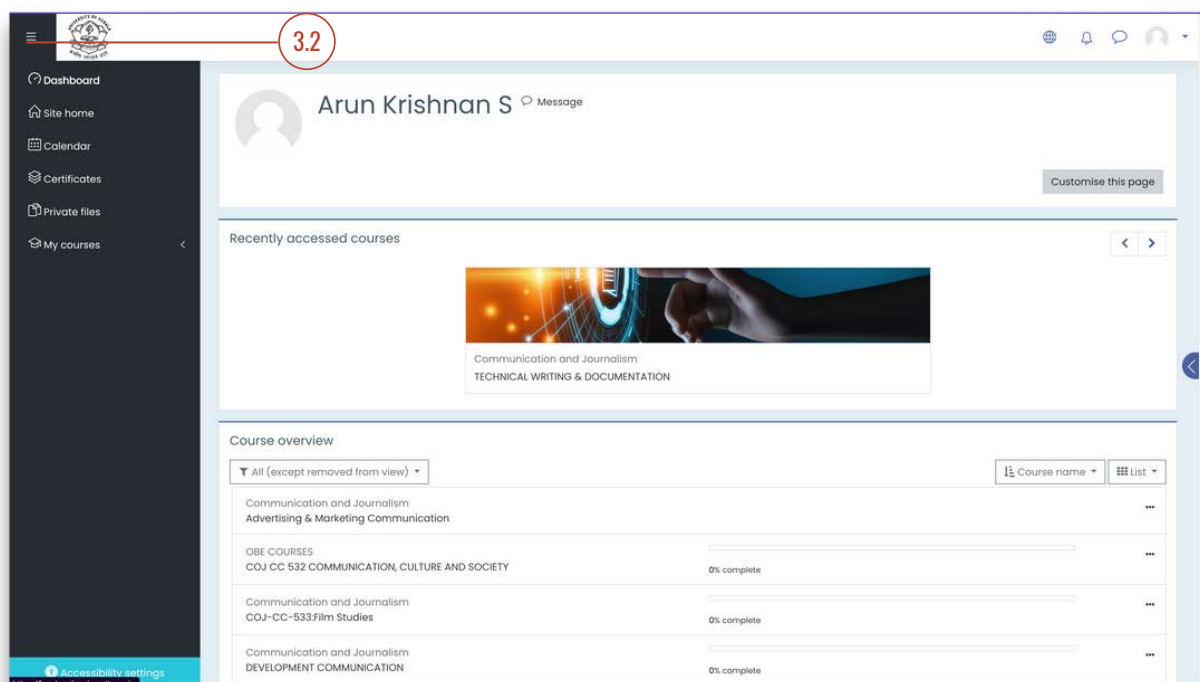 UNIVERSITY OF KERALA
3.2
Dashboard
Site home
Calendar
Certificates
Private files
My courses
Accessibility settings
Arun Krishnan S Message
Customise this page
Recently accessed courses
Communication and Journalism
TECHNICAL WRITING & DOCUMENTATION
Course overview
All (except removed from view)
Course name
List
Communication and Journalism
Advertising & Marketing Communication
OBE COURSES
COJ CC 532 COMMUNICATION, CULTURE AND SOCIETY
0% complete
Communication and Journalism
COJ-CC-533:Film Studies
0% complete
Communication and Journalism
DEVELOPMENT COMMUNICATION
0% complete